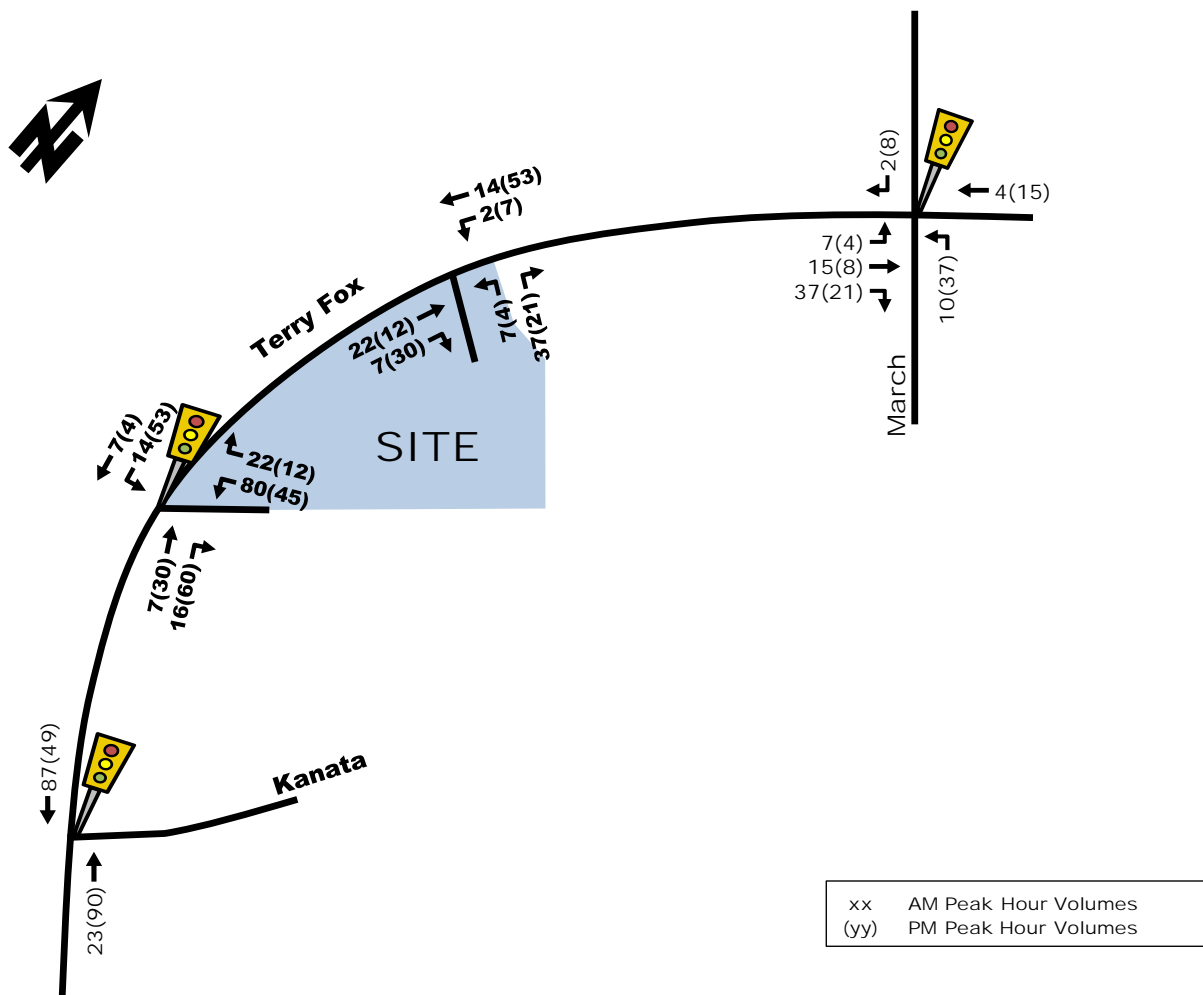 N
2(8)
4(15)
14(53)
2(7)
7(4)
15(8)
37(21)
10(37)
Terry Fox
22(12)
7(30)
7(4)
37(21)
March
7(4)
14(53)
SITE
22(12)
80(45)
7(30)
16(60)
87(49)
Kanata
23(90)
xx AM Peak Hour Volumes
(yy) PM Peak Hour Volumes